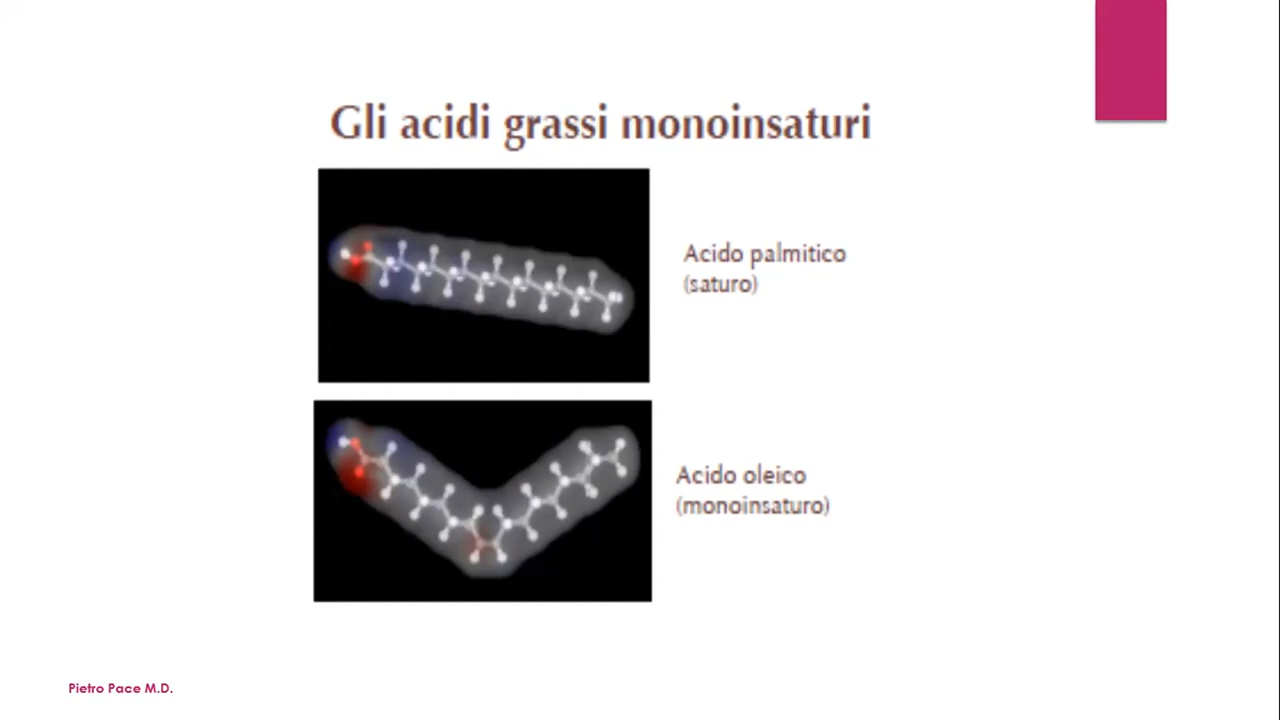 Gli acidi grassi monoinsaturi
Acido palmitico
(saturo)
Acido oleico
(monoinsaturo)
Pietro Pace M.D.